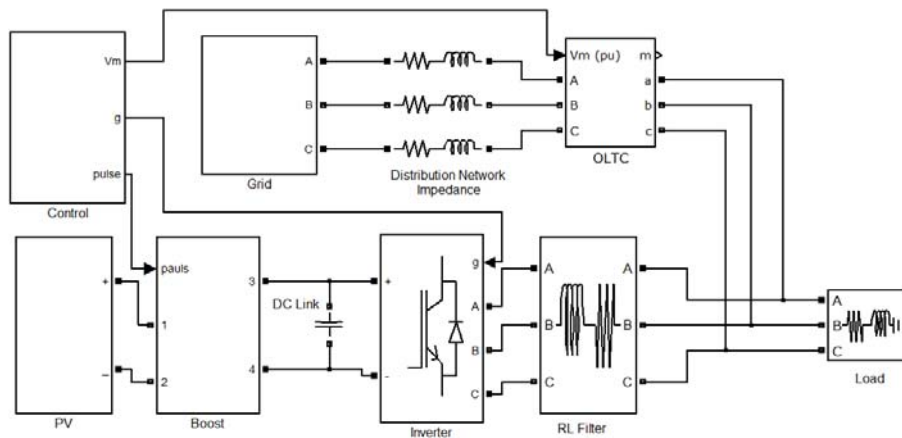 Vm
g
pulse
Control
A
B
C
Grid
Distribution Network
Impedance
Vm (pu)
m
A
a
B
b
C
c
OLTC
+
–
PV
pauls
1
2
3
4
Boost
DC Link
+
-
g
A
B
C
Inverter
A
A
B
B
C
C
RL Filter
A
B
C
Load